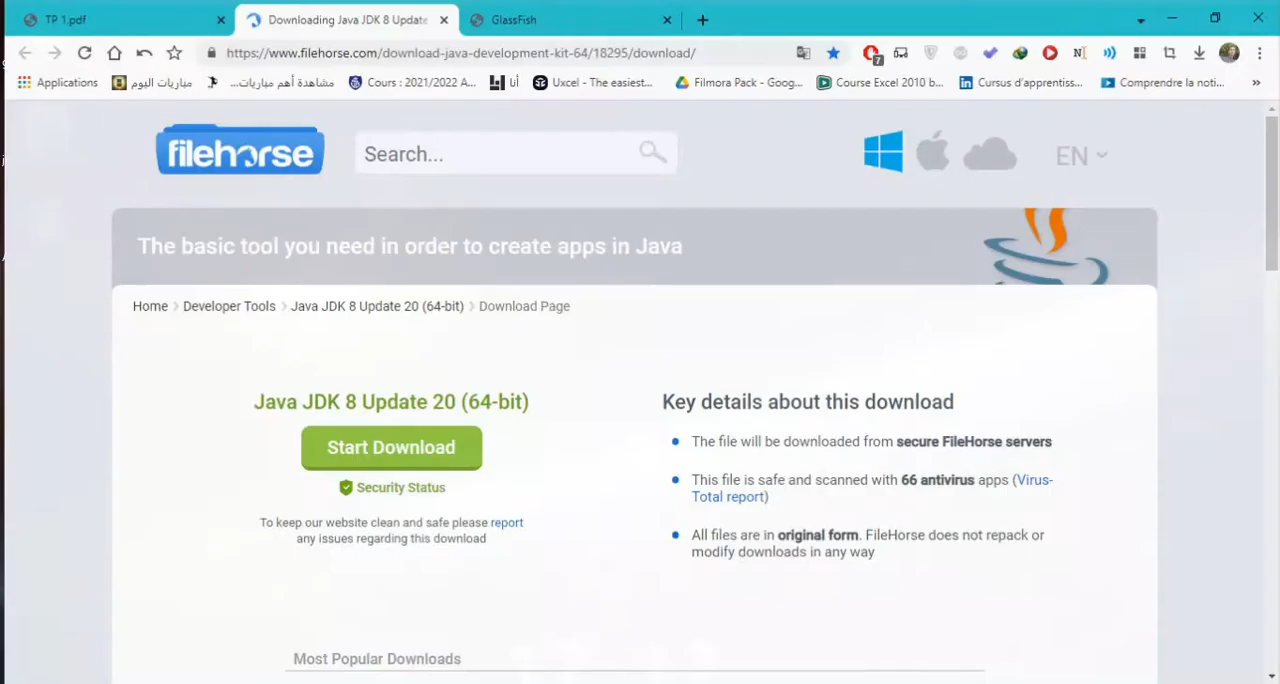 TP 1.pdf
Downloading Java JDK 8 Update
GlassFish
https://www.filehorse.com/download-java-development-kit-64/18295/download/
7
Applications
مباريات اليوم
مشاهدة أهم مباريات...
Cours : 2021/2022 A...
أنا
Uxcel - The easiest...
Filmora Pack - Goog...
Course Excel 2010 b...
Cursus d'apprentiss...
Comprendre la noti...
filehorse
Search...
EN
The basic tool you need in order to create apps in Java
Home > Developer Tools > Java JDK 8 Update 20 (64-bit) > Download Page
Java JDK 8 Update 20 (64-bit)
Start Download
Security Status
To keep our website clean and safe please report
any issues regarding this download
Key details about this download
The file will be downloaded from secure FileHorse servers
This file is safe and scanned with 66 antivirus apps (Virus-
Total report)
All files are in original form. FileHorse does not repack or
modify downloads in any way
Most Popular Downloads